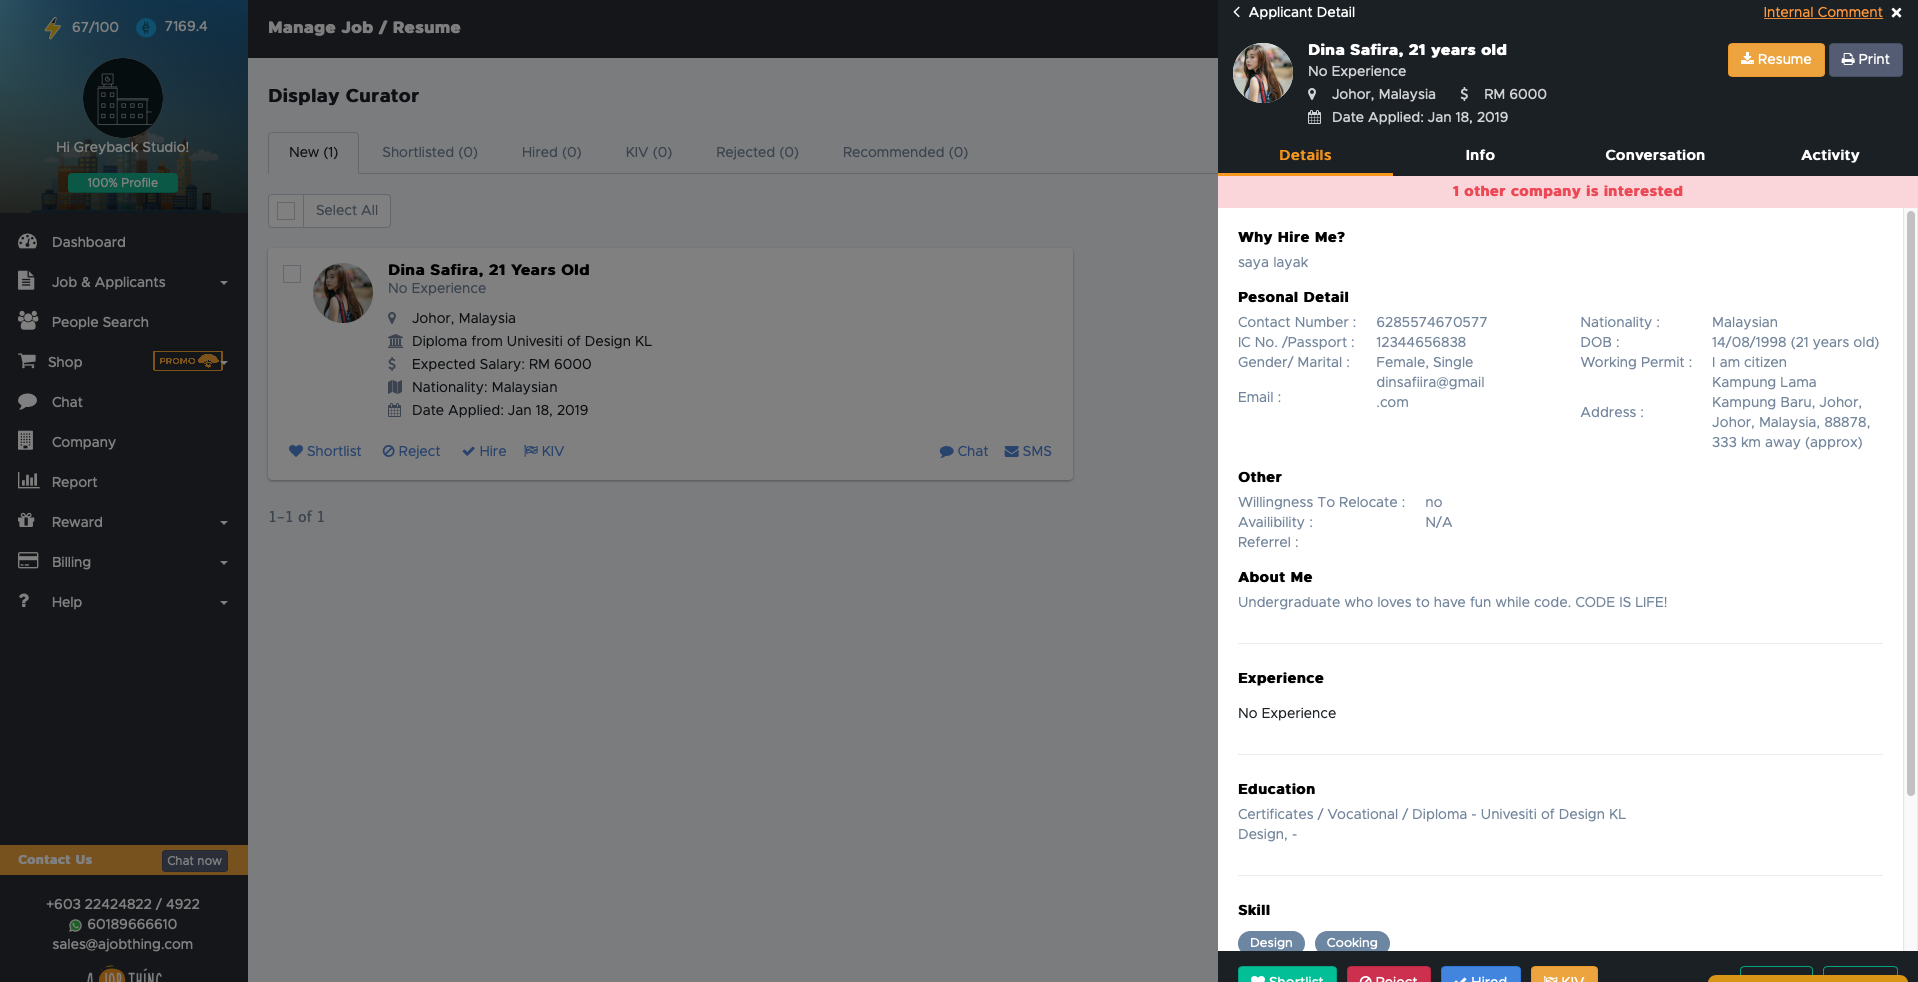 67/100 7169.4
Hi Greyback Studio!
100% Profile
Dashboard
Job & Applicants
People Search
Shop PROMO
Chat
Company
Report
Reward
Billing
Help
Contact Us Chat now
+603 22424822 / 4922
60189666610
sales@ajobthing.com
A JOB THING
Manage Job / Resume
Display Curator
New (1) Shortlisted (0) Hired (0) KIV (0) Rejected (0) Recommended (0)
Select All
Dina Safira, 21 Years Old
No Experience
Johor, Malaysia
Diploma from Univesiti of Design KL
Expected Salary: RM 6000
Nationality: Malaysian
Date Applied: Jan 18, 2019
Shortlist Reject Hire KIV Chat SMS
1-1 of 1
Applicant Detail Internal Comment
Dina Safira, 21 years old
No Experience
Johor, Malaysia $ RM 6000
Date Applied: Jan 18, 2019
Resume Print
Details Info Conversation Activity
1 other company is interested
Why Hire Me?
saya layak
Pesonal Detail
Contact Number : 6285574670577
IC No. /Passport : 12344656838
Gender/ Marital : Female, Single
Email : dinsafiira@gmail
.com
Nationality : Malaysian
DOB : 14/08/1998 (21 years old)
Working Permit : I am citizen
Address : Kampung Lama
Kampung Baru, Johor,
Johor, Malaysia, 88878,
333 km away (approx)
Other
Willingness To Relocate : no
Availibility : N/A
Referrel :
About Me
Undergraduate who loves to have fun while code. CODE IS LIFE!
Experience
No Experience
Education
Certificates / Vocational / Diploma - Univesiti of Design KL
Design, -
Skill
Design Cooking
Shortlist Reject Hired KIV